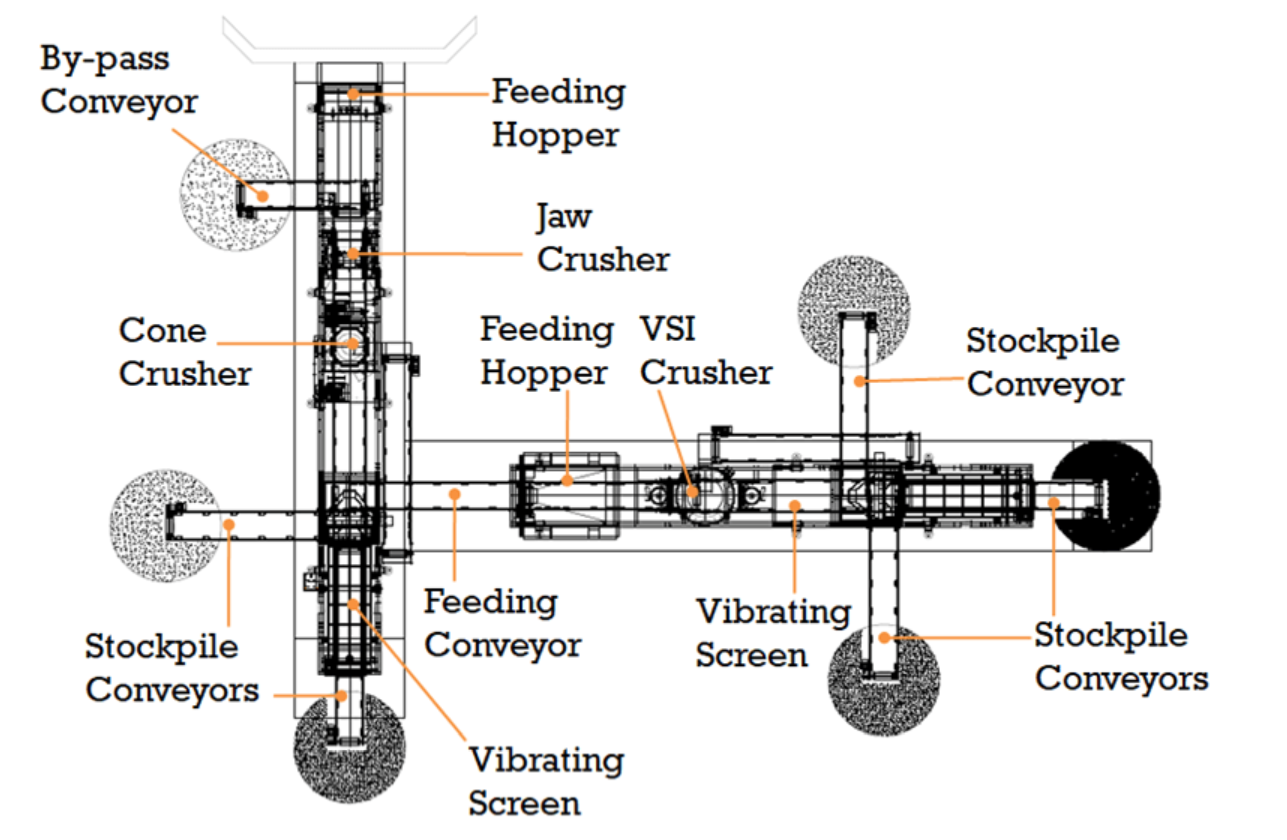 By-pass
Conveyor
Feeding
Hopper
Jaw
Crusher
Cone
Crusher
Feeding
Hopper
VSI
Crusher
Stockpile
Conveyor
Feeding
Conveyor
Vibrating
Screen
Stockpile
Conveyors
Stockpile
Conveyors
Vibrating
Screen